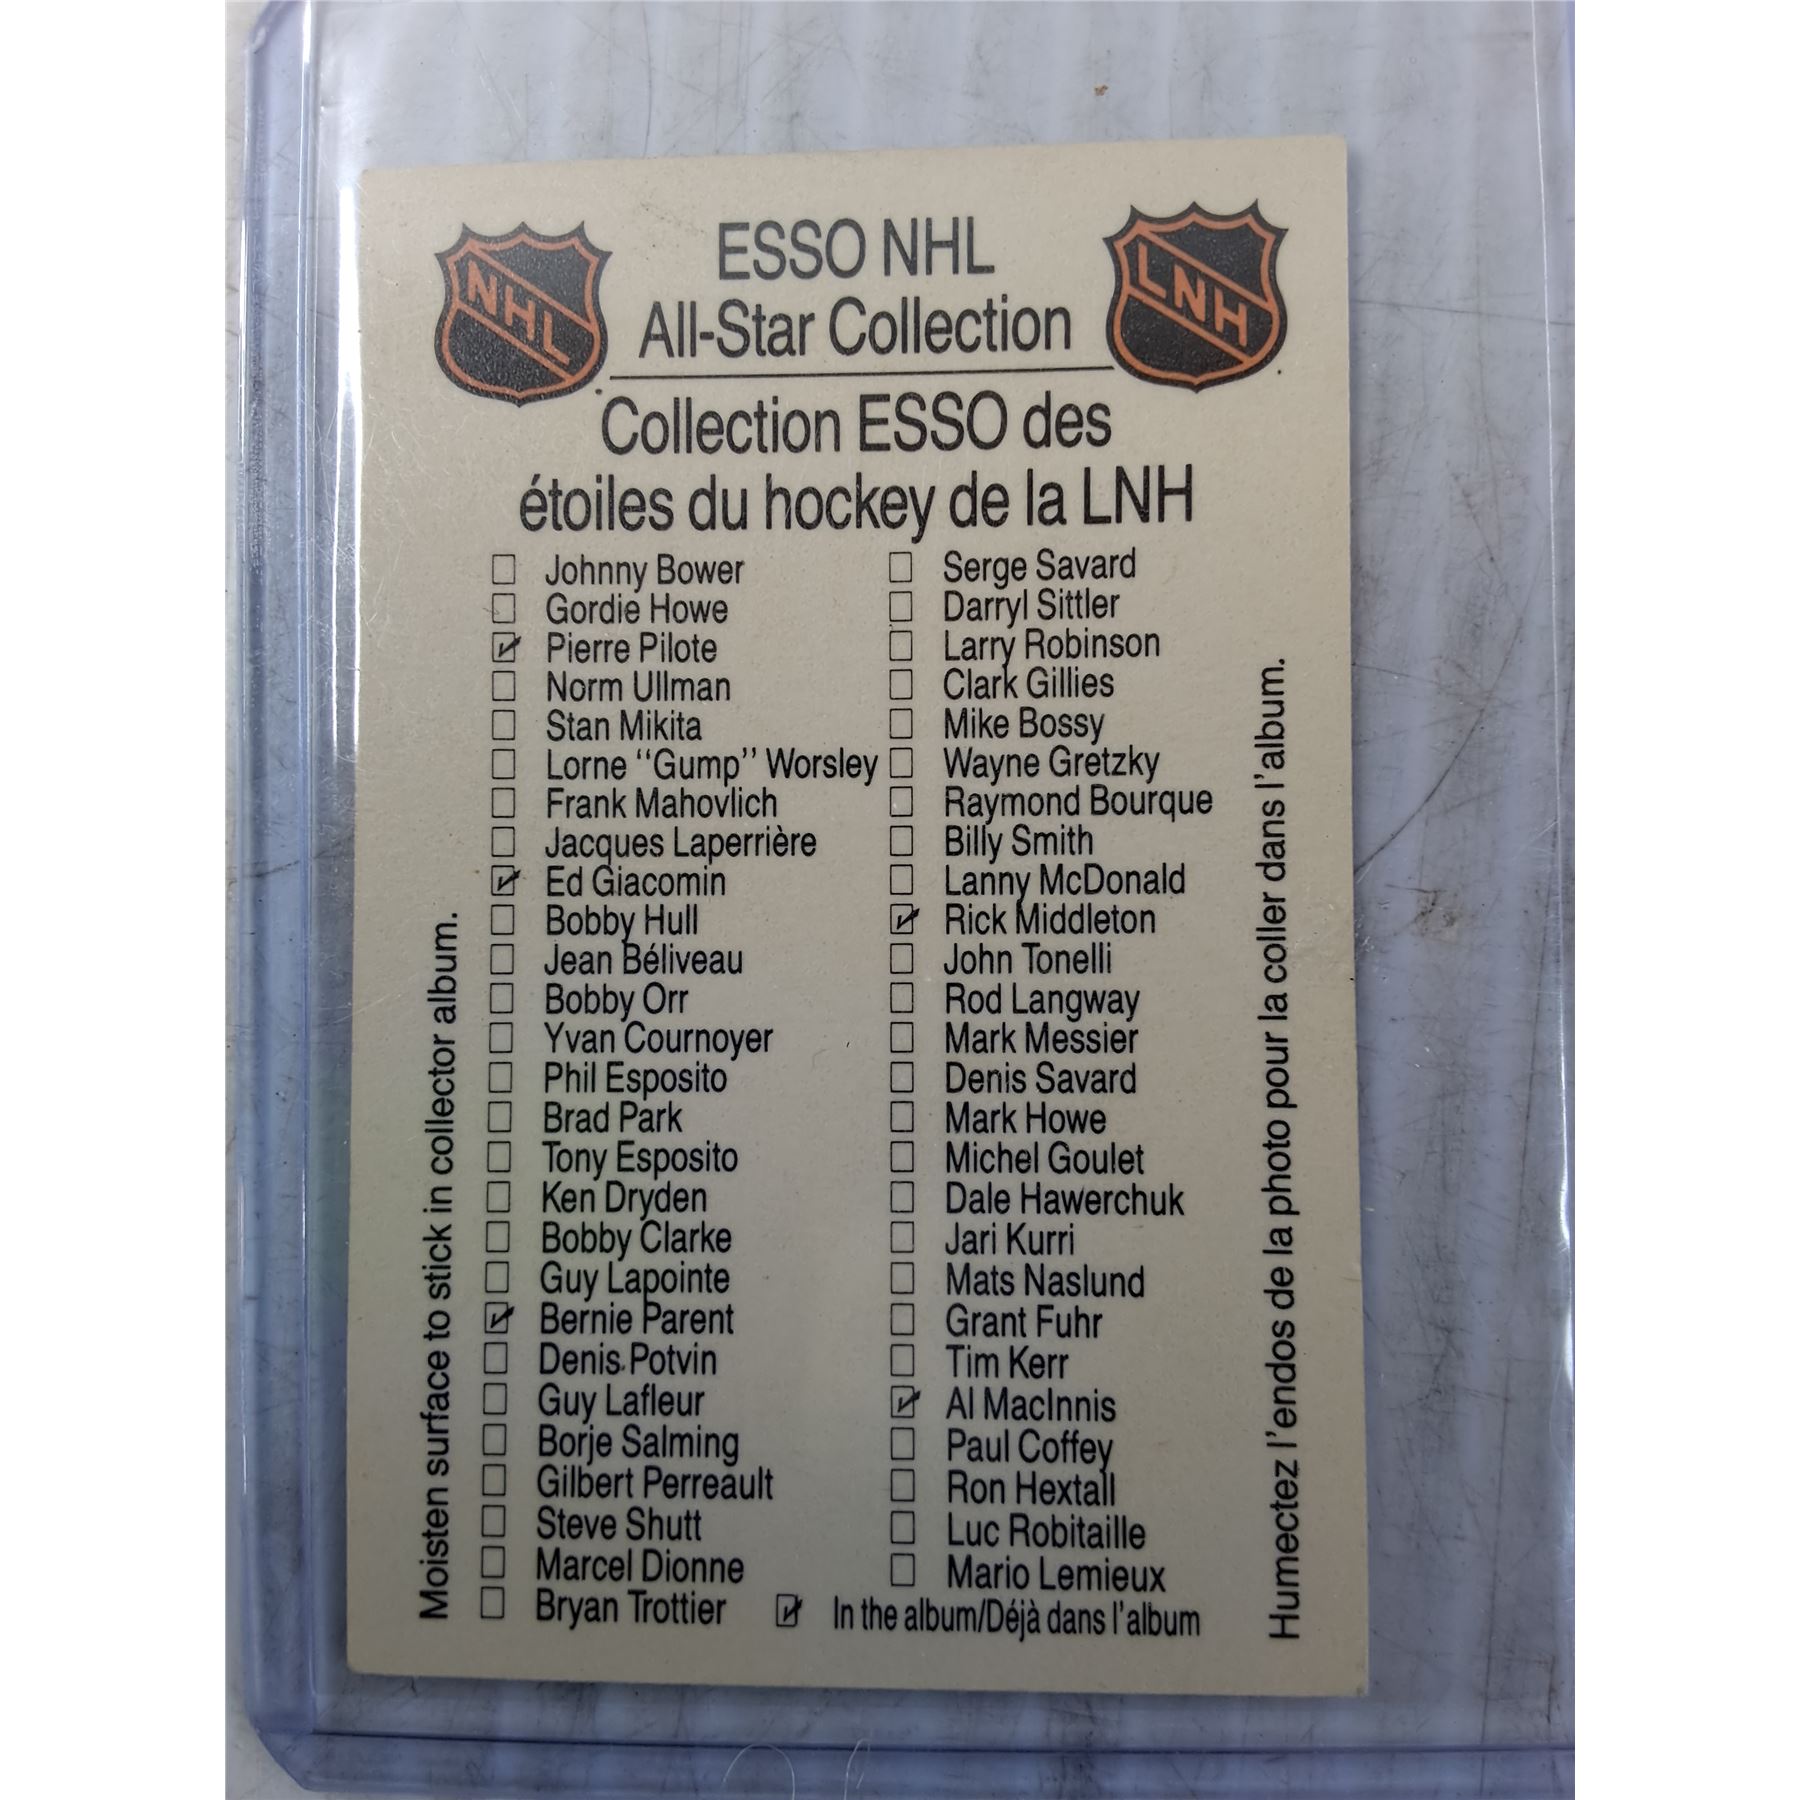 NHL
LNH
ESSO NHL
All-Star Collection
Collection ESSO des
étoiles du hockey de la LNH
Johnny Bower
Gordie Howe
Pierre Pilote
Norm Ullman
Stan Mikita
Lorne "Gump" Worsley
Frank Mahovlich
Jacques Laperrière
Ed Giacomin
Bobby Hull
Jean Béliveau
Bobby Orr
Yvan Cournoyer
Phil Esposito
Brad Park
Tony Esposito
Ken Dryden
Bobby Clarke
Guy Lapointe
Bernie Parent
Denis Potvin
Guy Lafleur
Borje Salming
Gilbert Perreault
Steve Shutt
Marcel Dionne
Bryan Trottier
Serge Savard
Darryl Sittler
Larry Robinson
Clark Gillies
Mike Bossy
Wayne Gretzky
Raymond Bourque
Billy Smith
Lanny McDonald
Rick Middleton
John Tonelli
Rod Langway
Mark Messier
Denis Savard
Mark Howe
Michel Goulet
Dale Hawerchuk
Jari Kurri
Mats Naslund
Grant Fuhr
Tim Kerr
Al MacInnis
Paul Coffey
Ron Hextall
Luc Robitaille
Mario Lemieux
In the album/Déjà dans l'album
Moisten surface to stick in collector album.
Humectez l'endos de la photo pour la coller dans l'album.